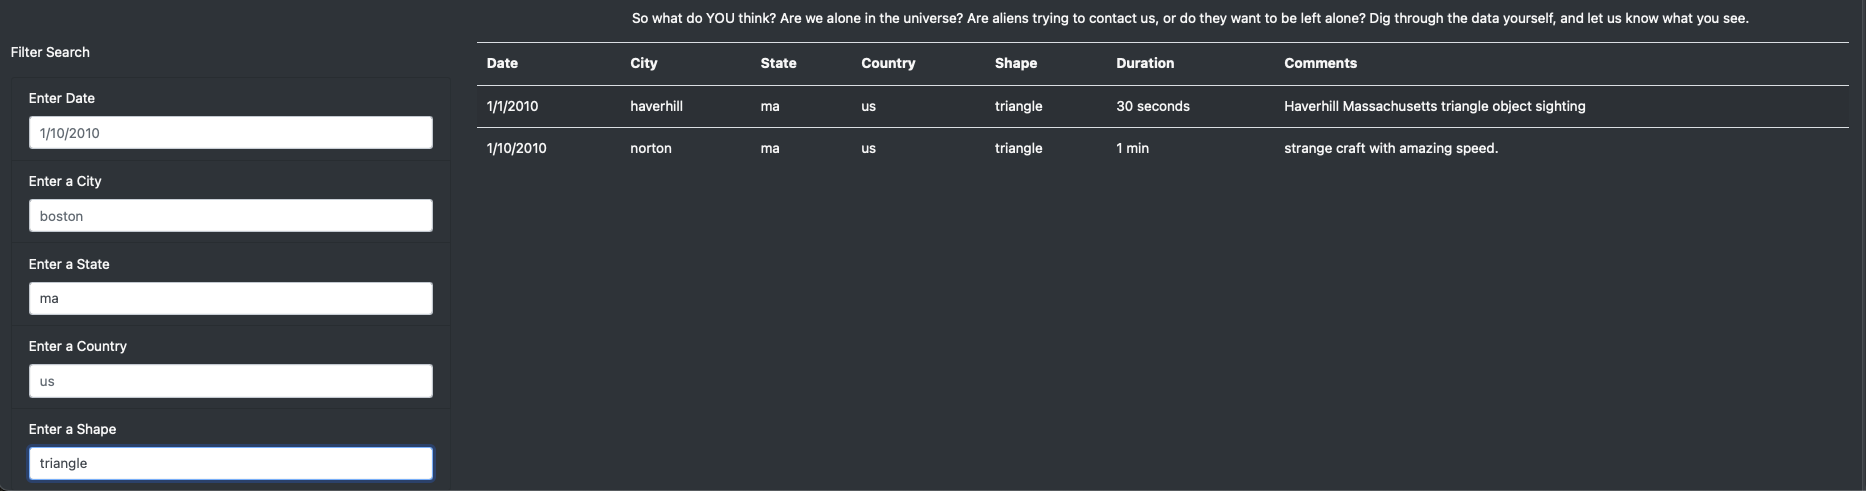 So what do YOU think? Are we alone in the universe? Are aliens trying to contact us, or do they want to be left alone? Dig through the data yourself, and let us know what you see.
Filter Search
Enter Date
1/10/2010
Enter a City
boston
Enter a State
ma
Enter a Country
us
Enter a Shape
triangle
Date City State Country Shape Duration Comments
1/1/2010 haverhill ma us triangle 30 seconds Haverhill Massachusetts triangle object sighting
1/10/2010 norton ma us triangle 1 min strange craft with amazing speed.